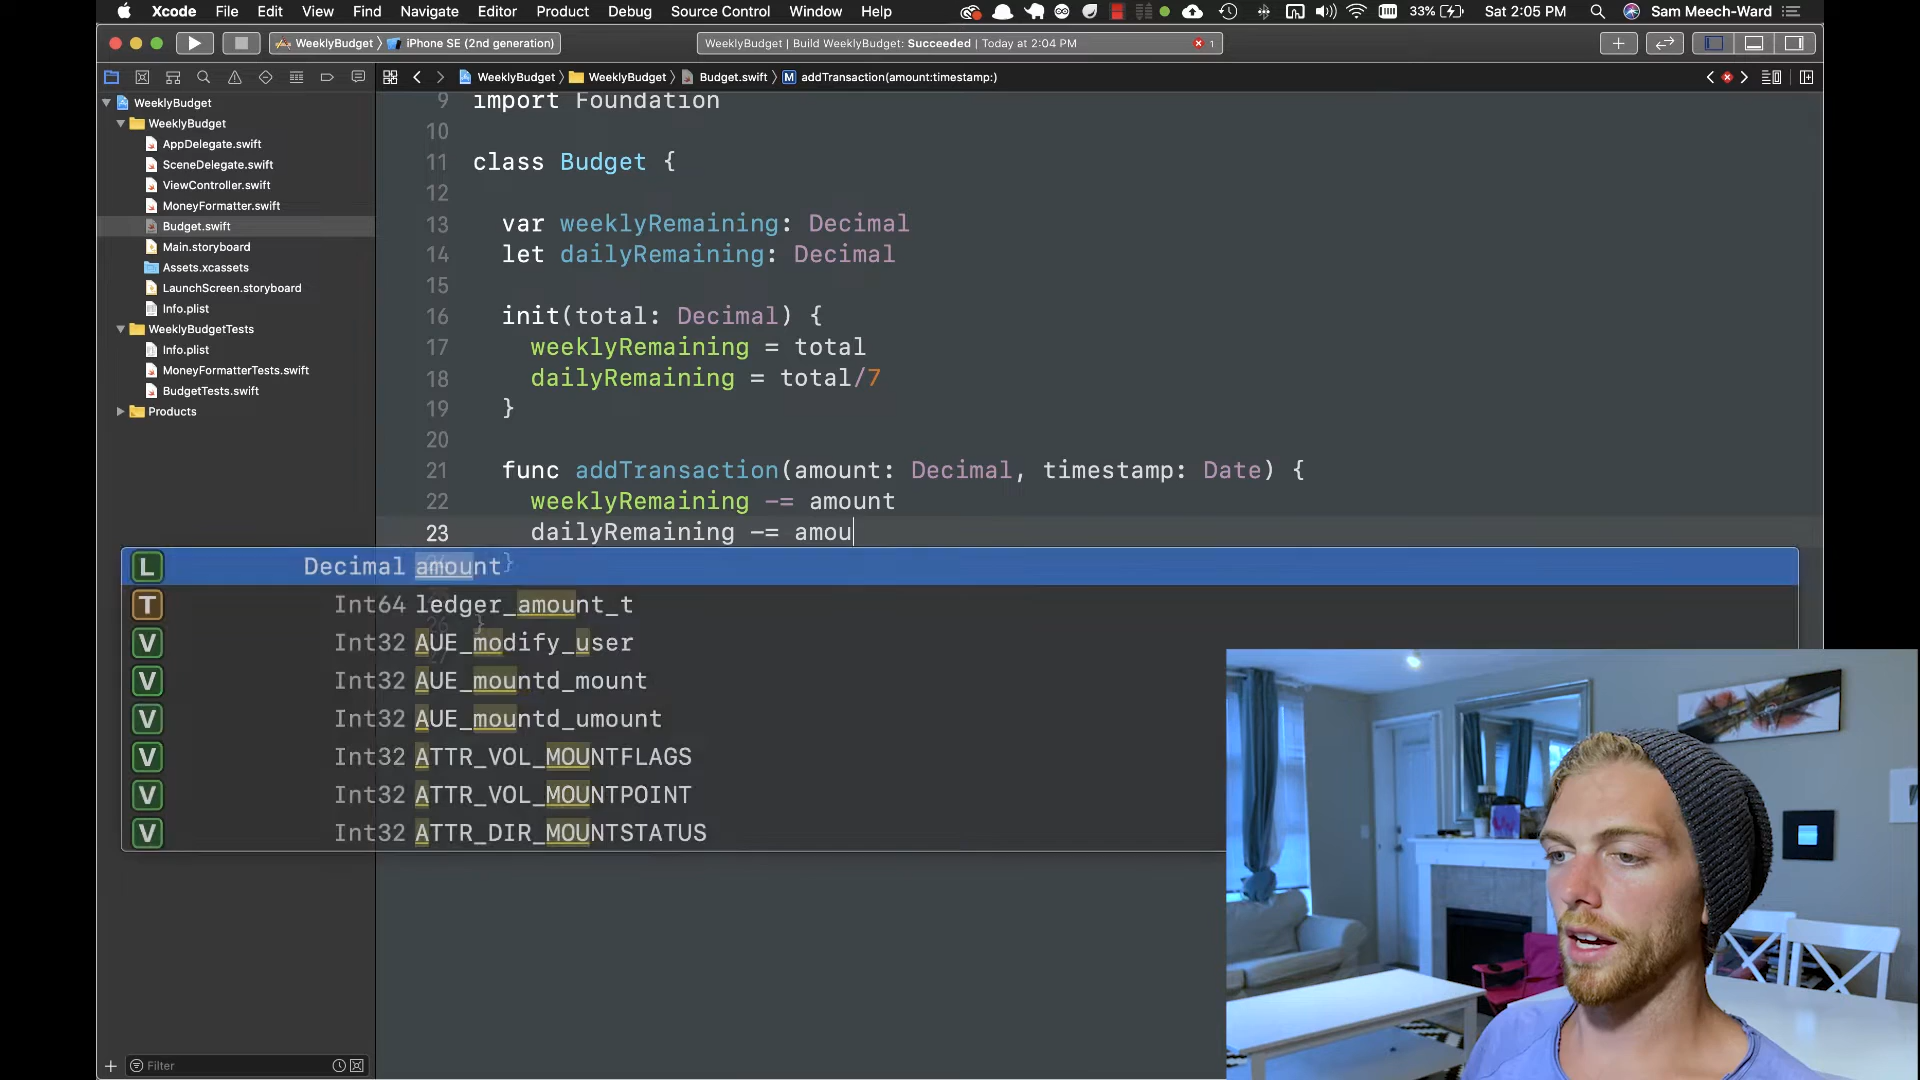 Xcode File Edit View Find Navigate Editor Product Debug Source Control Window Help 33% Sat 2:05 PM Sam Meech-Ward
WeeklyBudget iPhone SE (2nd generation) WeeklyBudget | Build WeeklyBudget: Succeeded | Today at 2:04 PM 1
WeeklyBudget WeeklyBudget Budget.swift M addTransaction(amount:timestamp:)
WeeklyBudget
WeeklyBudget
AppDelegate.swift
SceneDelegate.swift
ViewController.swift
MoneyFormatter.swift
Budget.swift
Main.storyboard
Assets.xcassets
LaunchScreen.storyboard
Info.plist
WeeklyBudgetTests
Info.plist
MoneyFormatterTests.swift
BudgetTests.swift
Products
Filter
9 import Foundation
10
11 class Budget {
12
13 var weeklyRemaining: Decimal
14 let dailyRemaining: Decimal
15
16 init(total: Decimal) {
17 weeklyRemaining = total
18 dailyRemaining = total/7
19 }
20
21 func addTransaction(amount: Decimal, timestamp: Date) {
22 weeklyRemaining -= amount
23 dailyRemaining -= amou
L Decimal amount
T Int64 ledger_amount_t
V Int32 AUE_modify_user
V Int32 AUE_mountd_mount
V Int32 AUE_mountd_umount
V Int32 ATTR_VOL_MOUNTFLAGS
V Int32 ATTR_VOL_MOUNTPOINT
V Int32 ATTR_DIR_MOUNTSTATUS